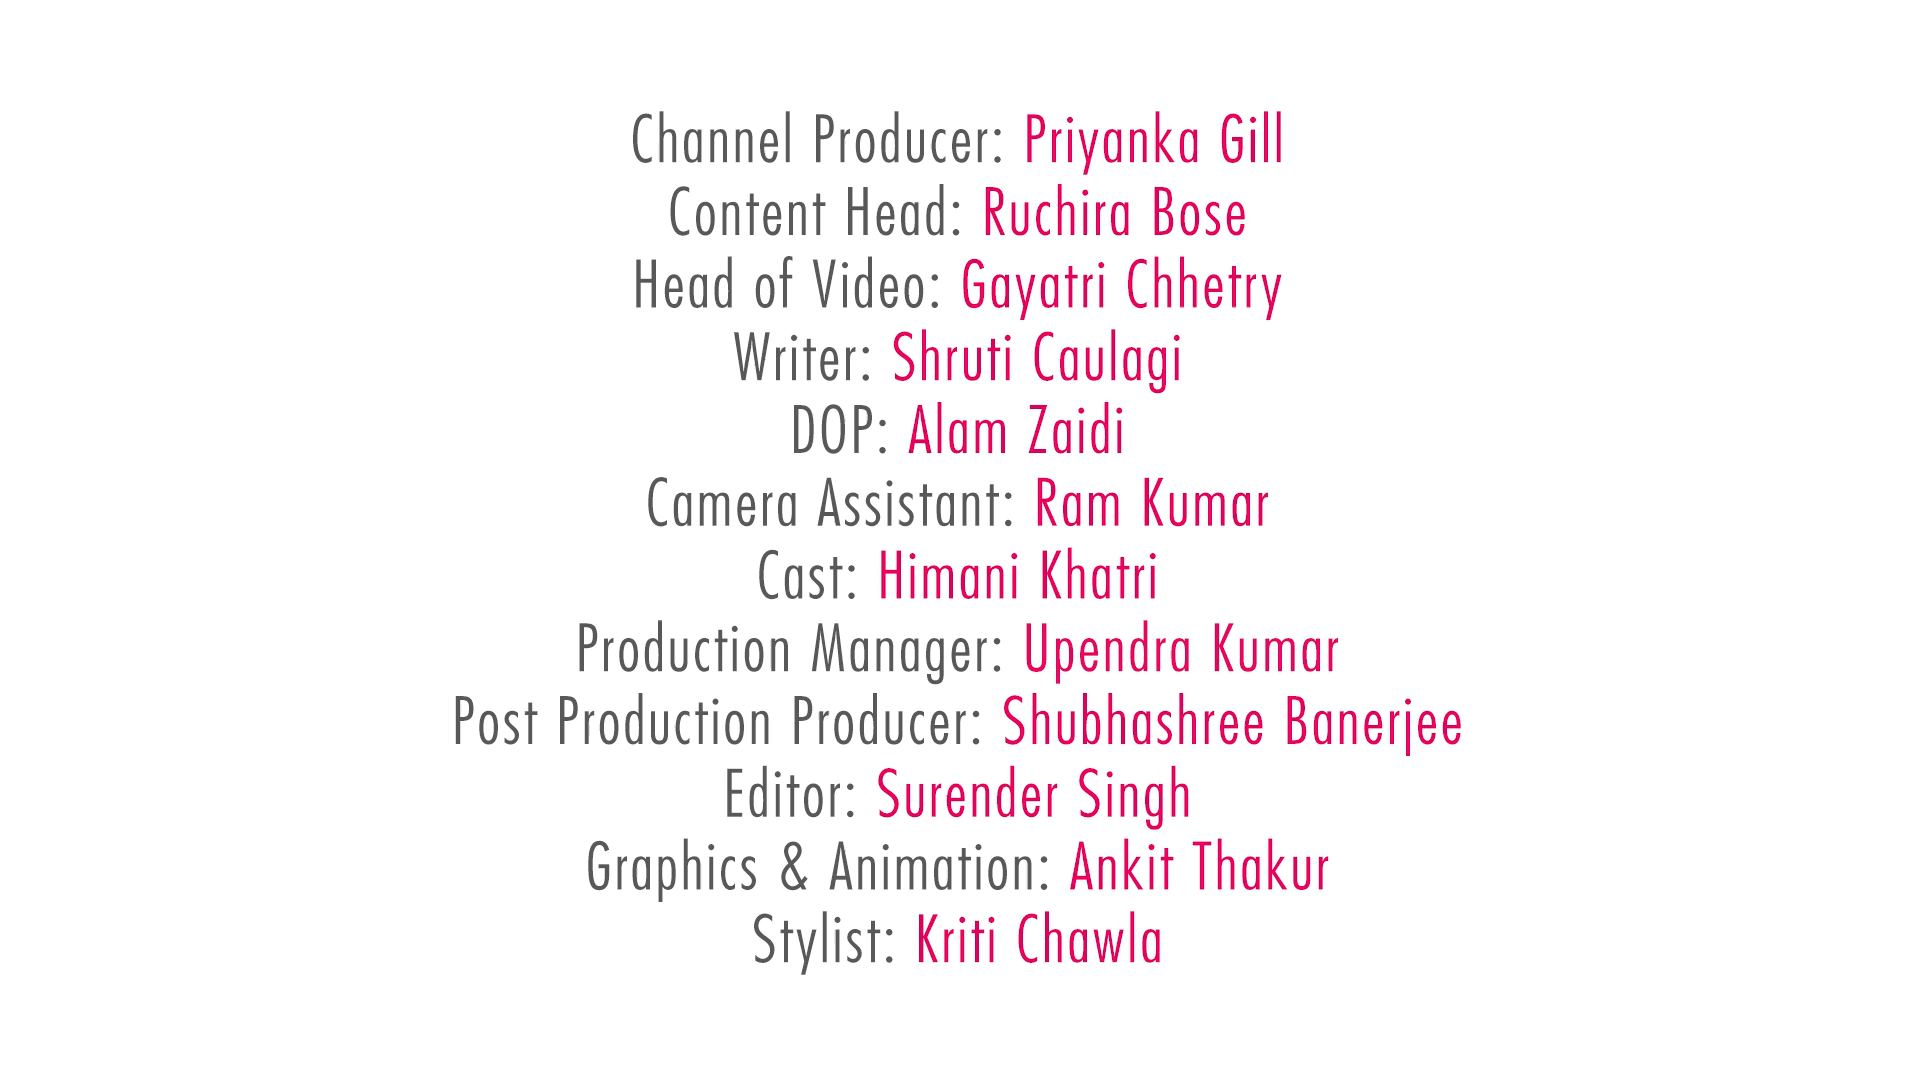 Channel Producer: Priyanka Gill
Content Head: Ruchira Bose
Head of Video: Gayatri Chhetry
Writer: Shruti Caulagi
DOP: Alam Zaidi
Camera Assistant: Ram Kumar
Cast: Himani Khatri
Production Manager: Upendra Kumar
Post Production Producer: Shubhashree Banerjee
Editor: Surender Singh
Graphics & Animation: Ankit Thakur
Stylist: Kriti Chawla